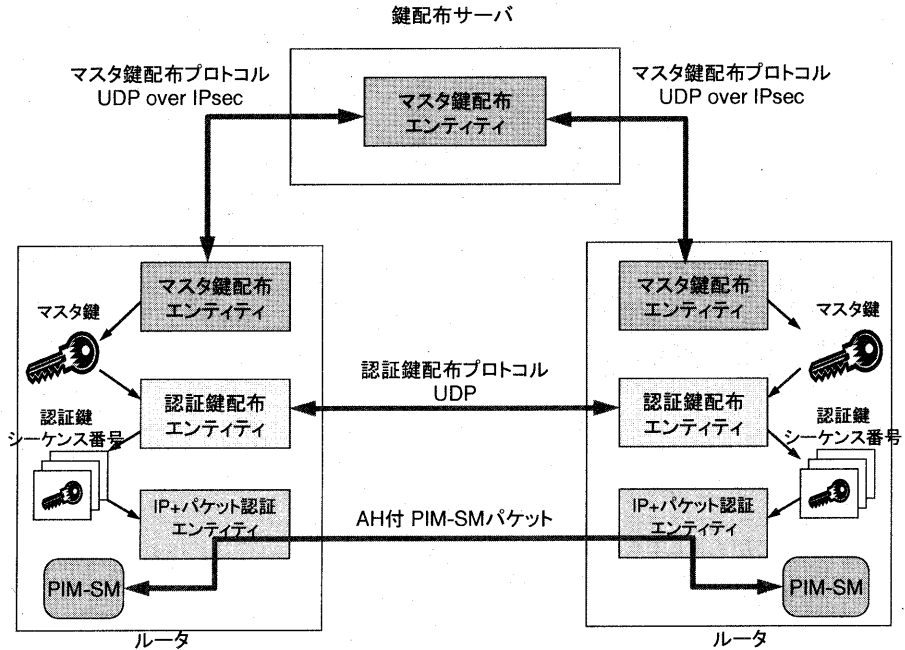 鍵配布サーバ
マスタ鍵配布プロトコル
UDP over IPsec
マスタ鍵配布
エンティティ
マスタ鍵配布プロトコル
UDP over IPsec
マスタ鍵配布
エンティティ
マスタ鍵
認証鍵配布
エンティティ
認証鍵
シーケンス番号
IP+パケット認証
エンティティ
PIM-SM
ルータ
認証鍵配布プロトコル
UDP
AH付 PIM-SMパケット
マスタ鍵配布
エンティティ
マスタ鍵
認証鍵配布
エンティティ
認証鍵
シーケンス番号
IP+パケット認証
エンティティ
PIM-SM
ルータ